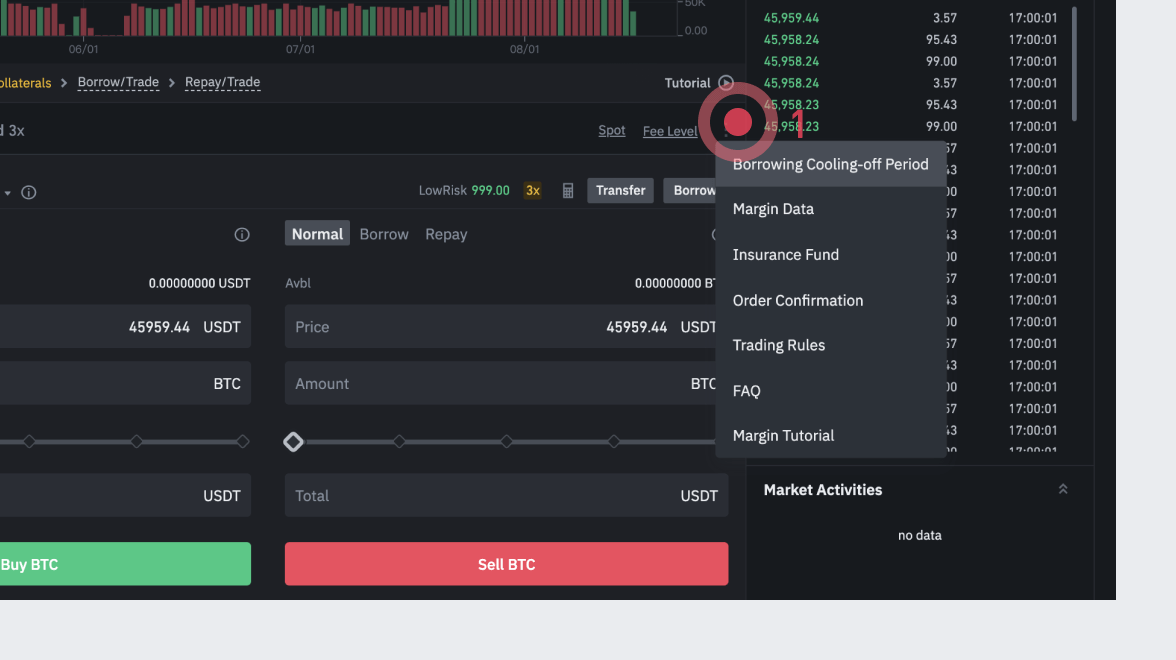 50K
0.00
06/01
07/01
08/01
ollaterals > Borrow/Trade > Repay/Trade
Tutorial
d 3x
Spot Fee Level
1
LowRisk 999.00 3x Transfer Borrow
Normal Borrow Repay
0.00000000 USDT
Avbl 0.00000000 BT
45959.44 USDT
Price 45959.44 USDT
BTC
Amount BTC
USDT
Total USDT
Buy BTC
Sell BTC
Borrowing Cooling-off Period
Margin Data
Insurance Fund
Order Confirmation
Trading Rules
FAQ
Margin Tutorial
45,959.44 3.57 17:00:01
45,958.24 95.43 17:00:01
45,958.24 99.00 17:00:01
45,958.24 3.57 17:00:01
45,958.23 95.43 17:00:01
45,958.23 99.00 17:00:01
57 17:00:01
43 17:00:01
00 17:00:01
57 17:00:01
43 17:00:01
00 17:00:01
57 17:00:01
43 17:00:01
00 17:00:01
57 17:00:01
43 17:00:01
00 17:00:01
57 17:00:01
43 17:00:01
17:00:01
Market Activities
no data